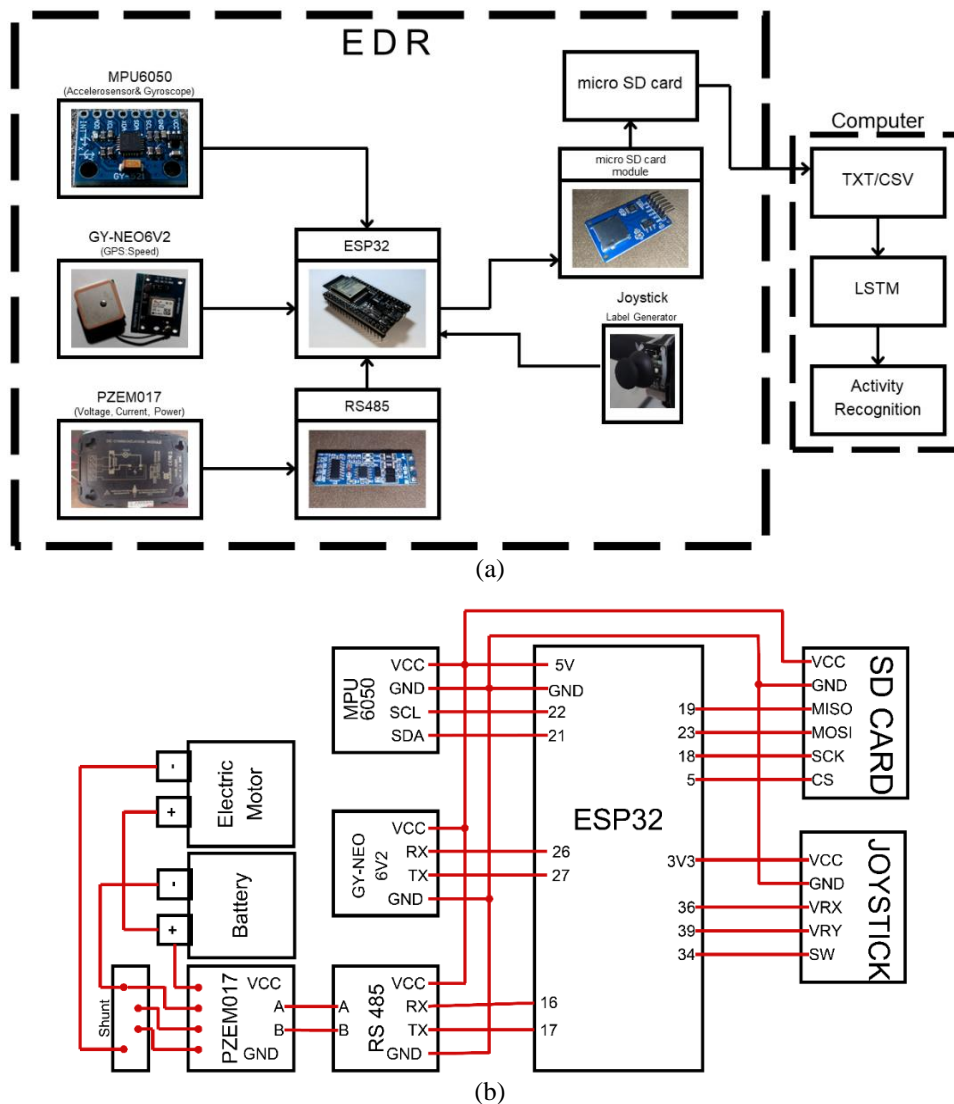 EDR
MPU6050
(Accelerosensor& Gyroscope)
GY-521
GY-NEO6V2
(GPS:Speed)
PZEM017
(Voltage, Current, Power)
ESP32
RS485
micro SD card
micro SD card
module
Joystick
Label Generator
Computer
TXT/CSV
LSTM
Activity
Recognition
(a)
MPU
6050
VCC
GND
SCL
SDA
5V
GND
22
21
ESP32
19
23
18
5
VCC
GND
MISO
MOSI
SCK
CS
SD CARD
-
+
Electric
Motor
-
+
Battery
GY-NEO
6V2
VCC
RX
TX
GND
26
27
3V3
36
39
34
VCC
GND
VRX
VRY
SW
JOYSTICK
Shunt
PZEM017
VCC
A
B
GND
A
B
RS 485
VCC
RX
TX
GND
16
17
(b)